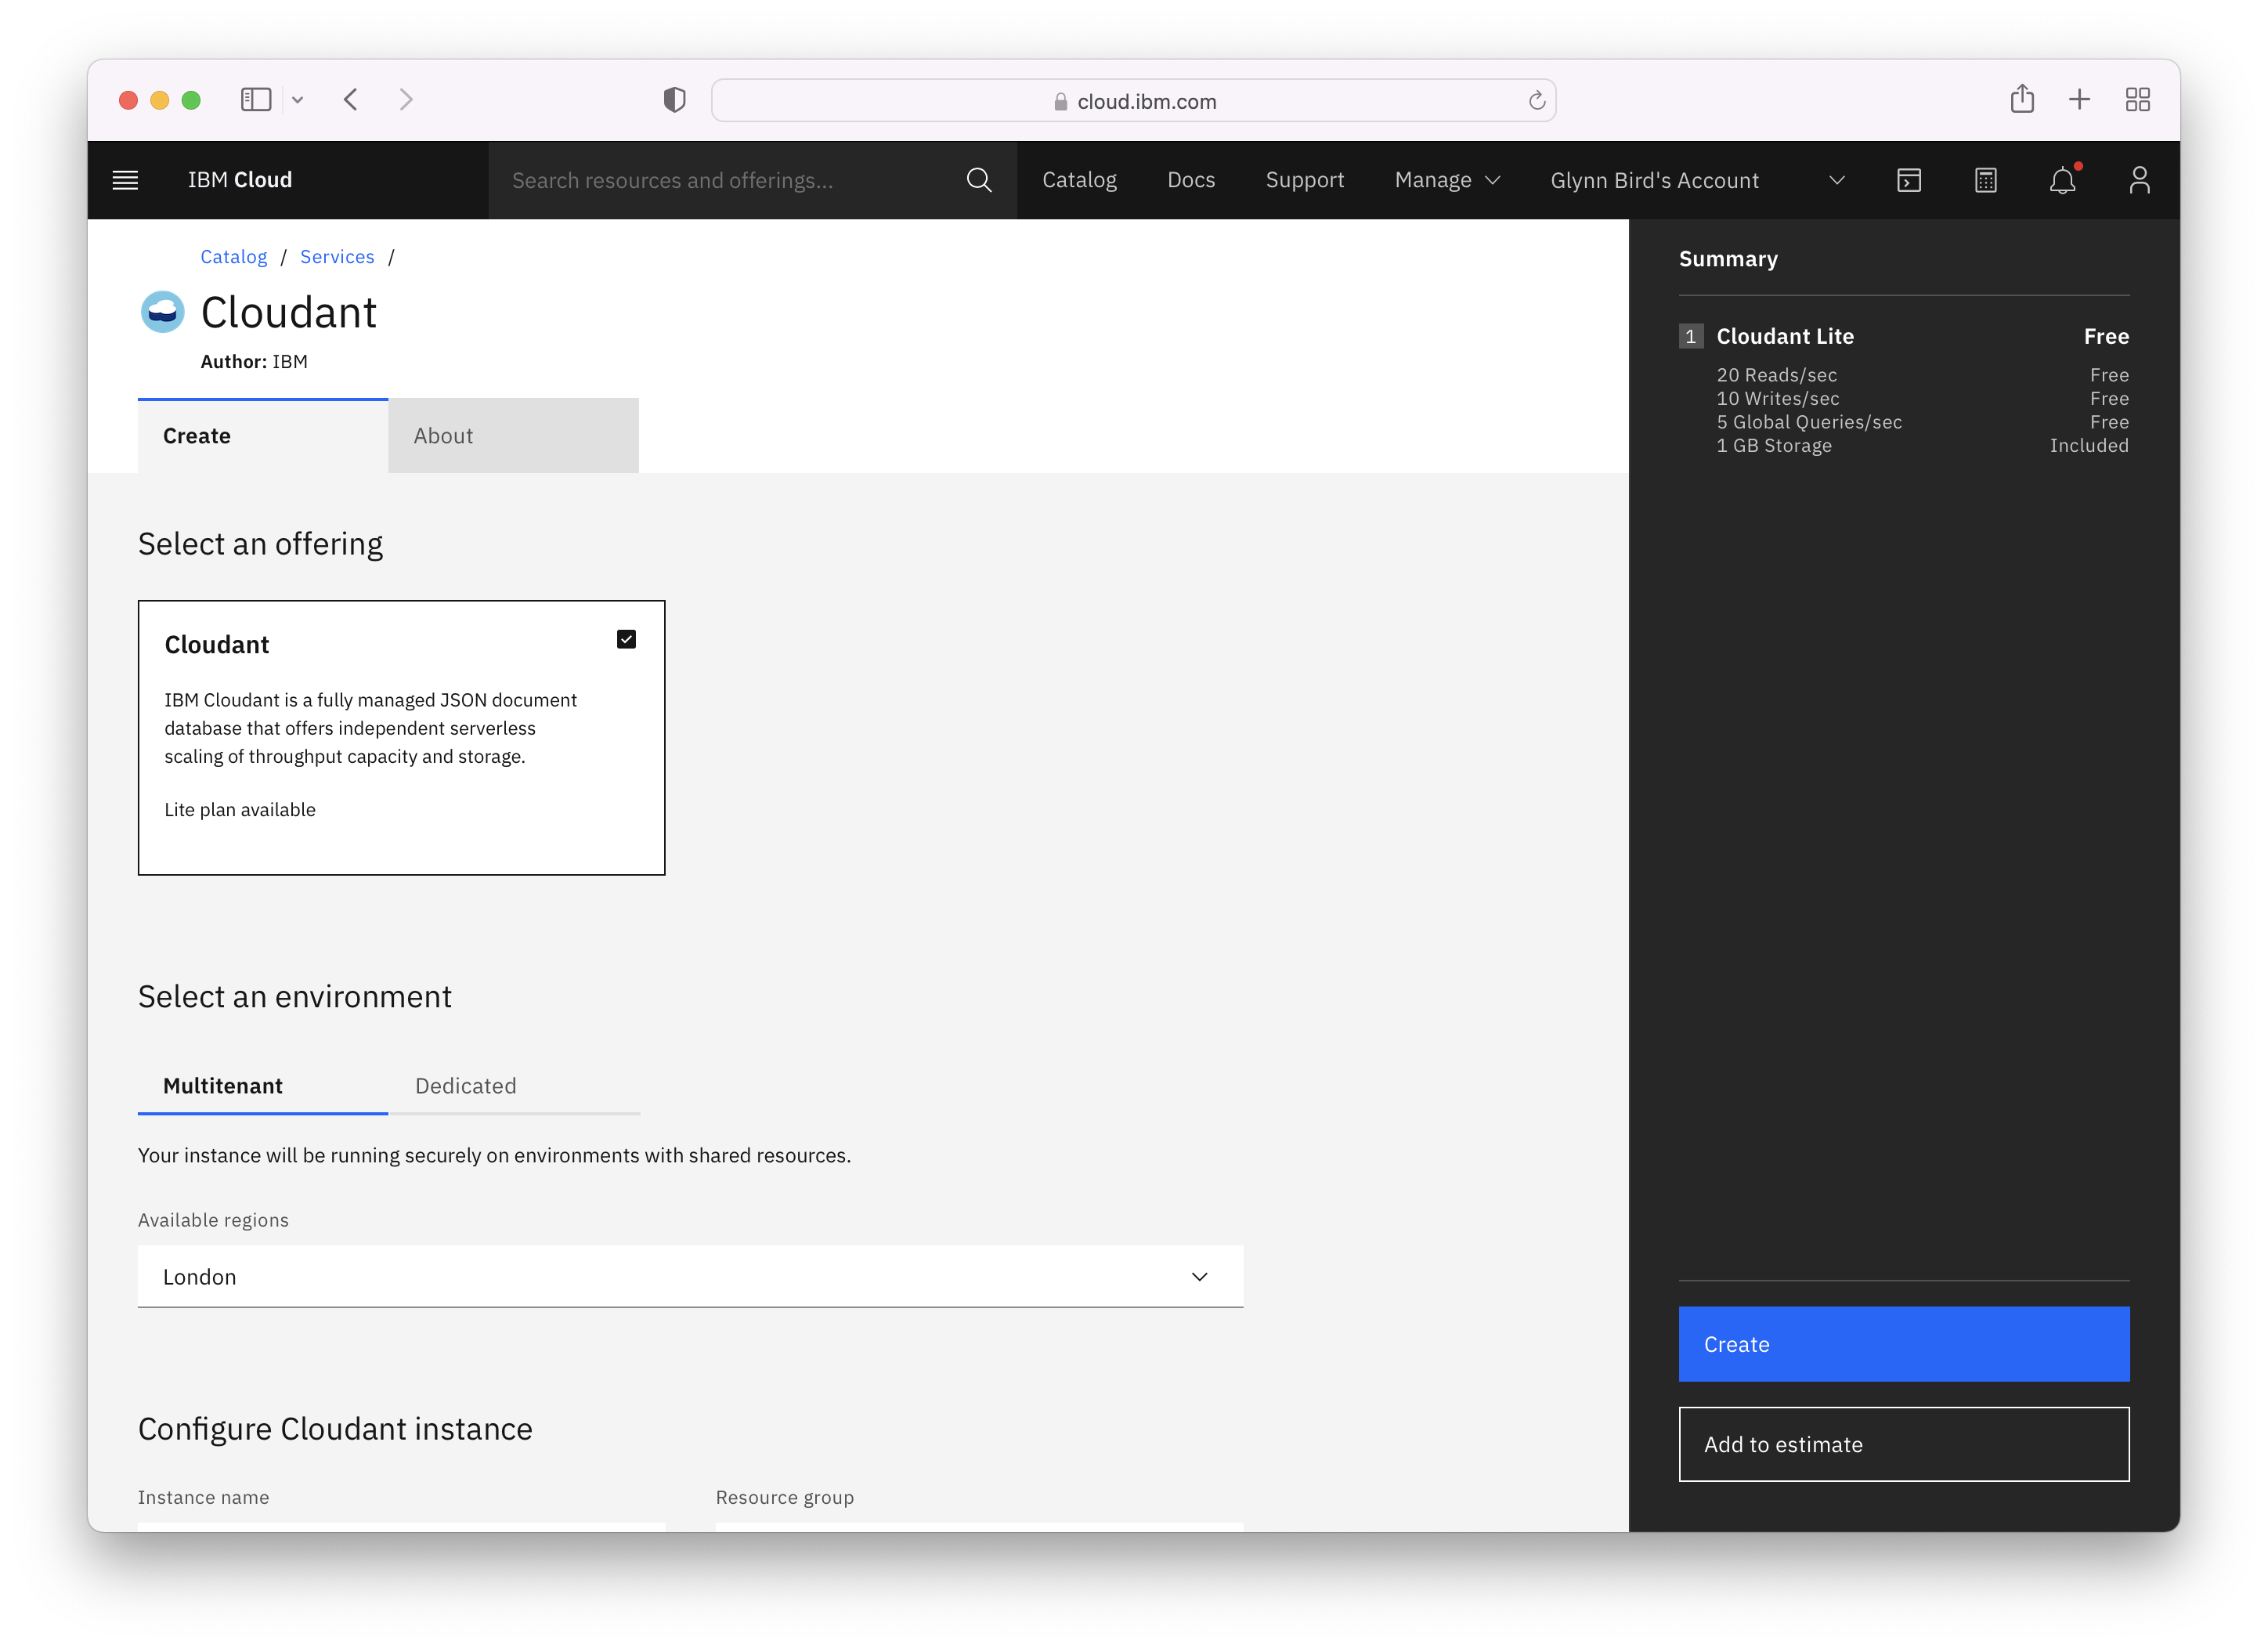 cloud.ibm.com
IBM Cloud
Search resources and offerings...
Catalog
Docs
Support
Manage
Glynn Bird's Account
Catalog / Services /
Cloudant
Author: IBM
Create
About
Select an offering
Cloudant
IBM Cloudant is a fully managed JSON document
database that offers independent serverless
scaling of throughput capacity and storage.
Lite plan available
Select an environment
Multitenant
Dedicated
Your instance will be running securely on environments with shared resources.
Available regions
London
Configure Cloudant instance
Instance name
Resource group
Summary
1 Cloudant Lite Free
20 Reads/sec Free
10 Writes/sec Free
5 Global Queries/sec Free
1 GB Storage Included
Create
Add to estimate